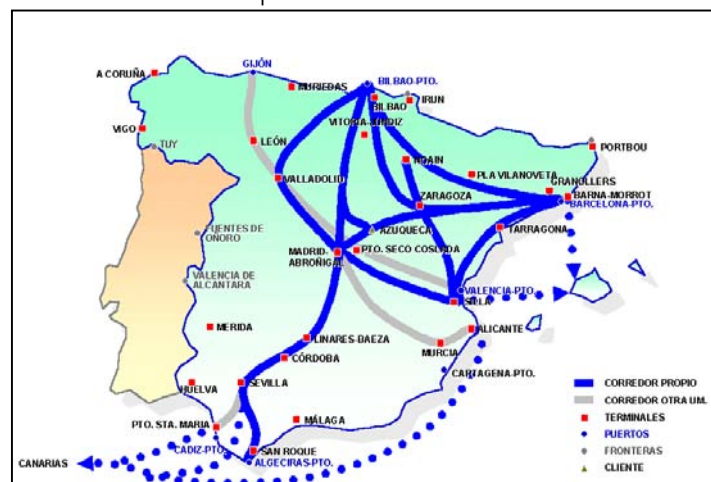 GIJÓN
A CORUÑA
MURIEDAS
BILBAO-PTO.
BILBAO
IRUN
VITORIA-JUNDIZ
VIGO
TUY
LEÓN
PORTBOU
NOAIN
PLA VILANOVETA
GRANOLLERS
VALLADOLID
ZARAGOZA
BARNA-MORROT
BARCELONA-PTO.
AZUQUECA
TARRAGONA
FUENTES DE
OÑORO
MADRID-
ABROÑIGAL
PTO. SECO COSLADA
VALENCIA DE
ALCANTARA
VALENCIA-PTO.
SILLA
MERIDA
LINARES-BAEZA
ALICANTE
MURCIA
CÓRDOBA
CARTAGENA-PTO.
HUELVA
SEVILLA
PTO. STA. MARIA
MÁLAGA
CADIZ-PTO.
SAN ROQUE
CANARIAS
ALGECIRAS-PTO.
CORREDOR PROPIO
CORREDOR OTRA UM.
TERMINALES
PUERTOS
FRONTERAS
CLIENTE